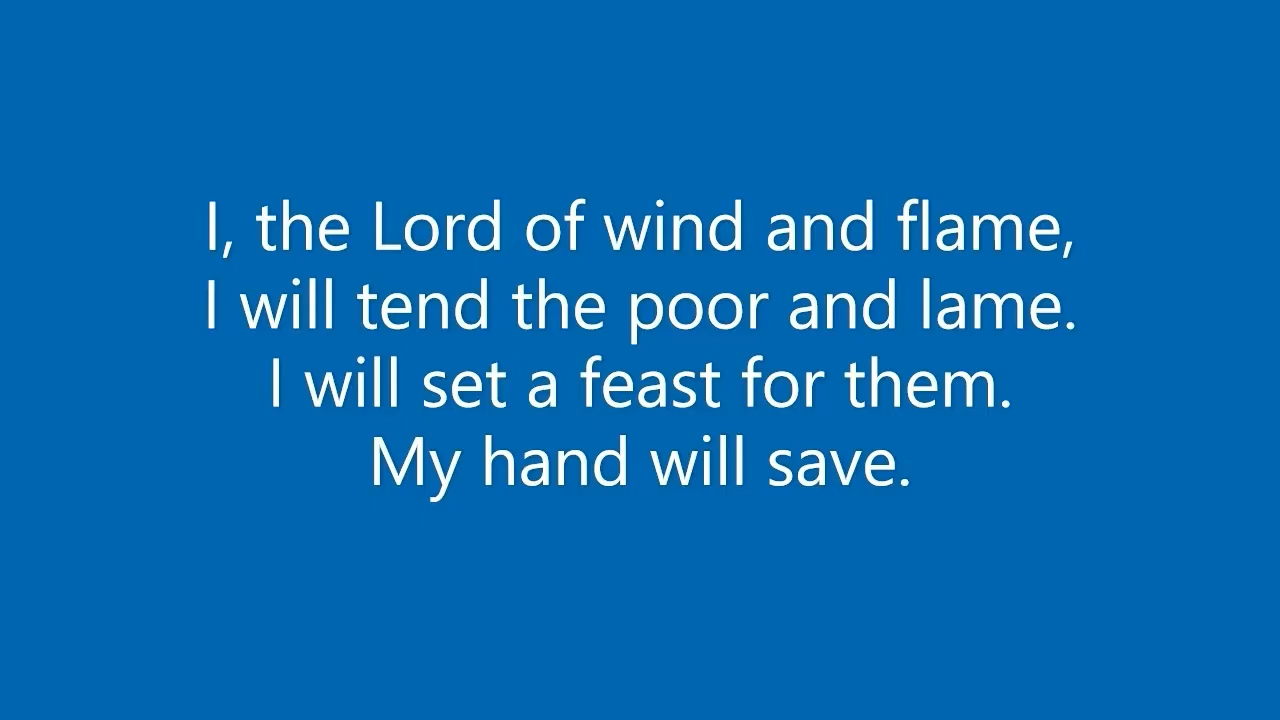 I, the Lord of wind and flame,
I will tend the poor and lame.
I will set a feast for them.
My hand will save.